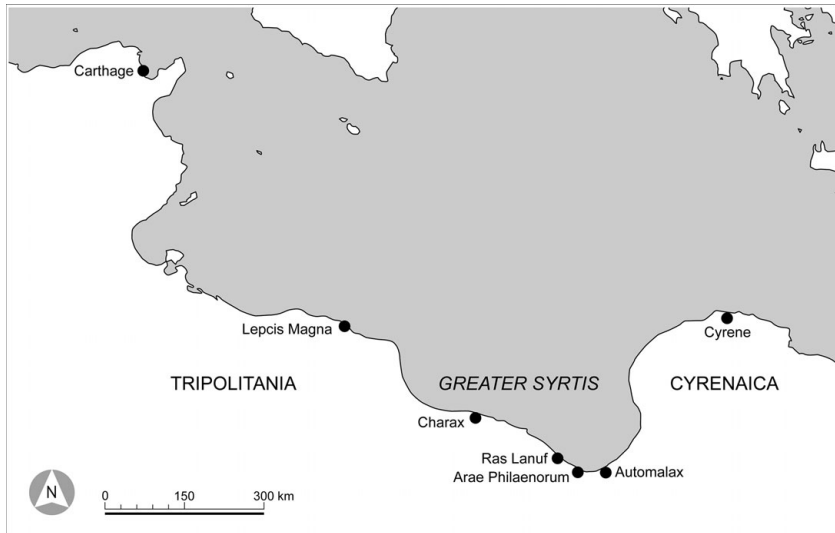 Carthage
Lepcis Magna
Cyrene
TRIPOLITANIA
GREATER SYRTIS
CYRENAICA
Charax
Ras Lanuf
Arae Philaenorum
Automalax
N
0 150 300 km